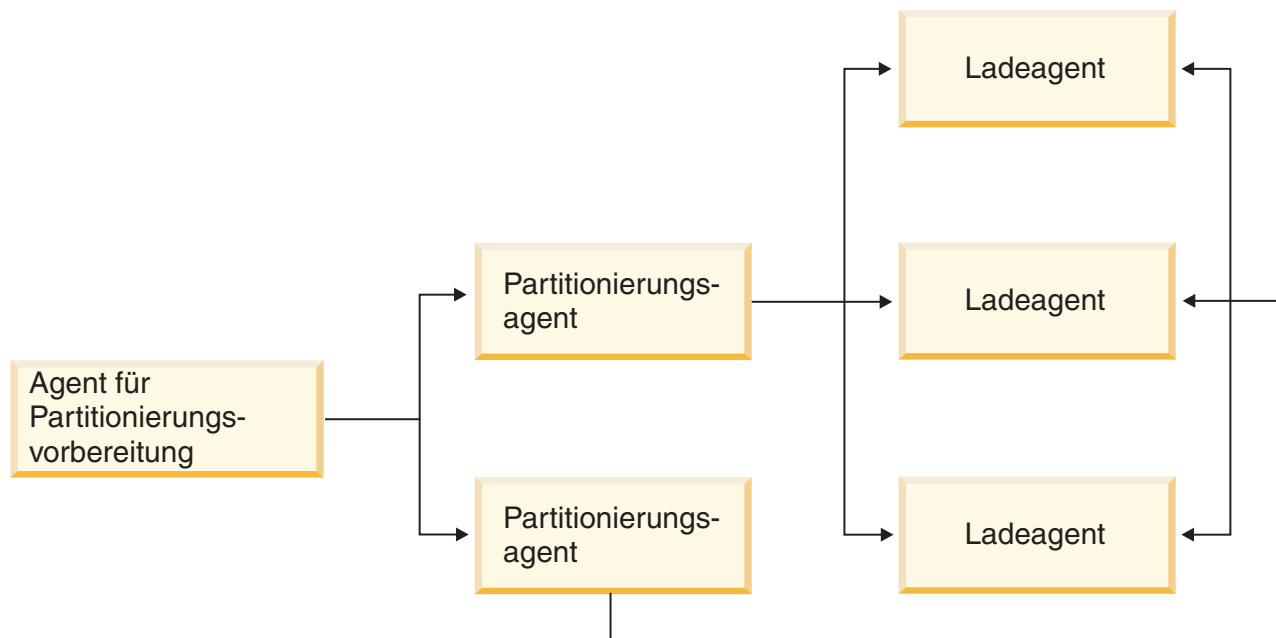 Ladeagent
Partitionierungs-
agent
Ladeagent
Agent für
Partitionierungs-
vorbereitung
Partitionierungs-
agent
Ladeagent